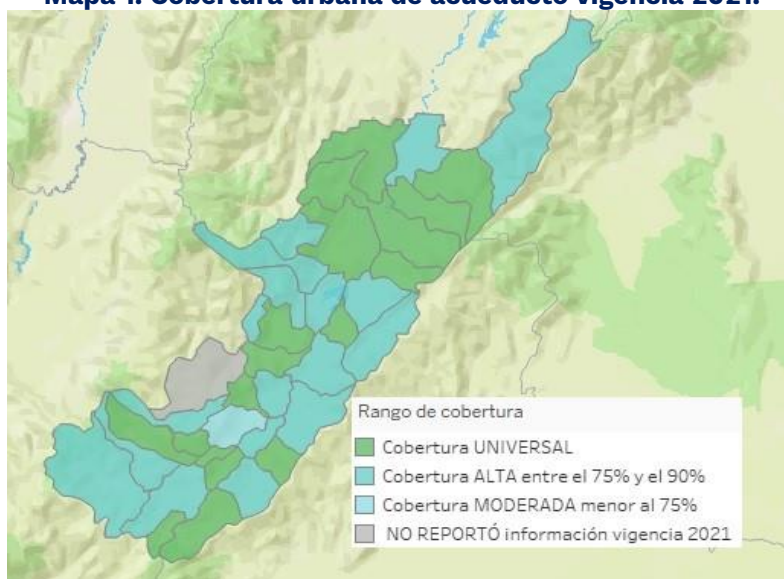 Mapa 1. Cobertura urbana de acueducto vigencia 2021.
Rango de cobertura
Cobertura UNIVERSAL
Cobertura ALTA entre el 75% y el 90%
Cobertura MODERADA menor al 75%
NO REPORTÓ información vigencia 2021